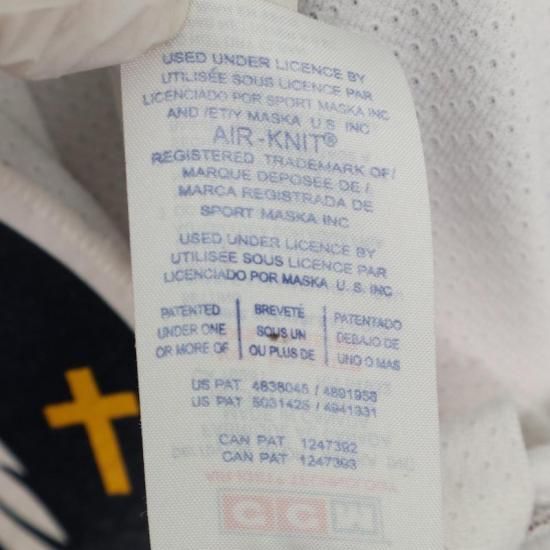 USED UNDER LICENCE BY
UTILISÉE SOUS LICENCE PAR
LICENCIADO POR SPORT MASKA INC
AND /ET/Y MASKA U.S. INC
AIR-KNIT®
REGISTERED TRADEMARK OF/
MARQUE DEPOSEE DE /
MARCA REGISTRADA DE
SPORT MASKA INC
USED UNDER LICENCE BY
UTILISÉE SOUS LICENCE PAR
LICENCIADO POR MASKA U.S. INC
PATENTED | BREVETÉ | PATENTADO
UNDER ONE | SOUS UN | DEBAJO DE
OR MORE OF | OU PLUS DE | UNO O MAS
US PAT 4838045 / 4891958
US PAT 5031425 / 4941331
CAN PAT 1247392
CAN PAT 1247393
CCM